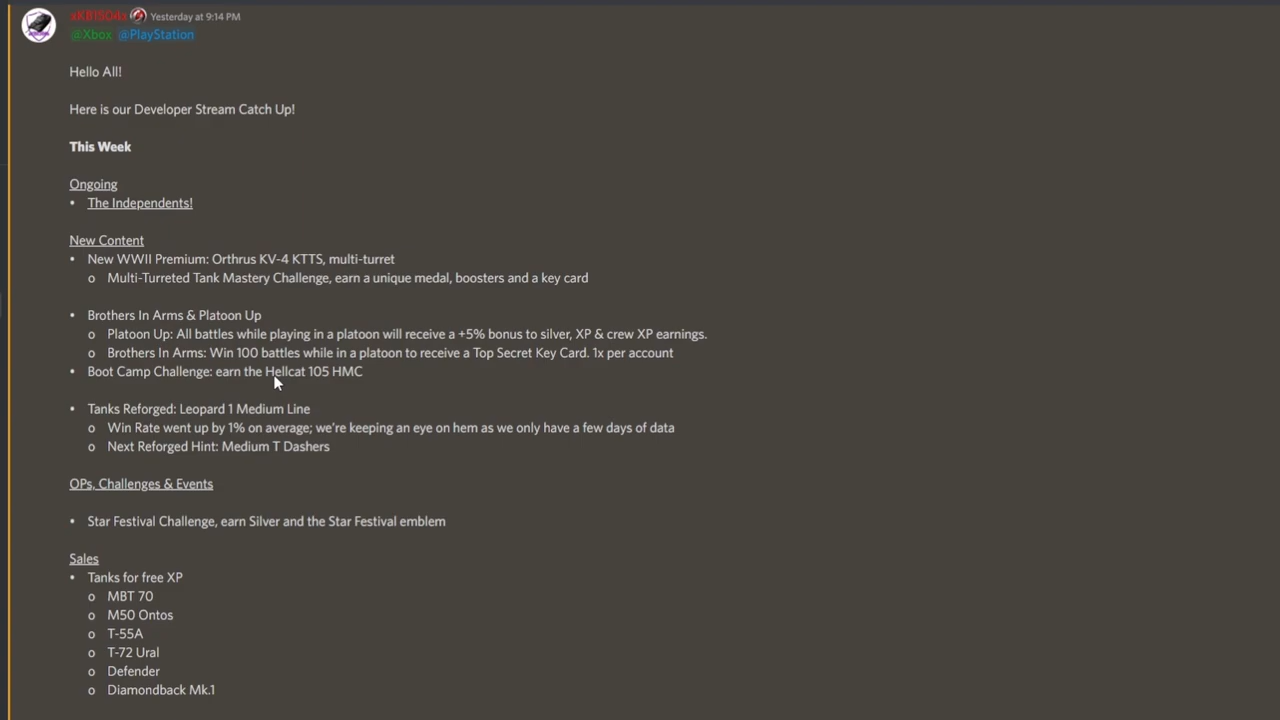 Yesterday at 9:14 PM
@Xbox @PlayStation
Hello All!
Here is our Developer Stream Catch Up!
This Week
Ongoing
• The Independents!
New Content
• New WWII Premium: Orthrus KV-4 KTTS, multi-turret
o Multi-Turreted Tank Mastery Challenge, earn a unique medal, boosters and a key card
• Brothers In Arms & Platoon Up
o Platoon Up: All battles while playing in a platoon will receive a +5% bonus to silver, XP & crew XP earnings.
o Brothers In Arms: Win 100 battles while in a platoon to receive a Top Secret Key Card. 1x per account
• Boot Camp Challenge: earn the Hellcat 105 HMC
• Tanks Reforged: Leopard 1 Medium Line
o Win Rate went up by 1% on average; we're keeping an eye on hem as we only have a few days of data
o Next Reforged Hint: Medium T Dashers
OPs, Challenges & Events
• Star Festival Challenge, earn Silver and the Star Festival emblem
Sales
• Tanks for free XP
o MBT 70
o M50 Ontos
o T-55A
o T-72 Ural
o Defender
o Diamondback Mk.1